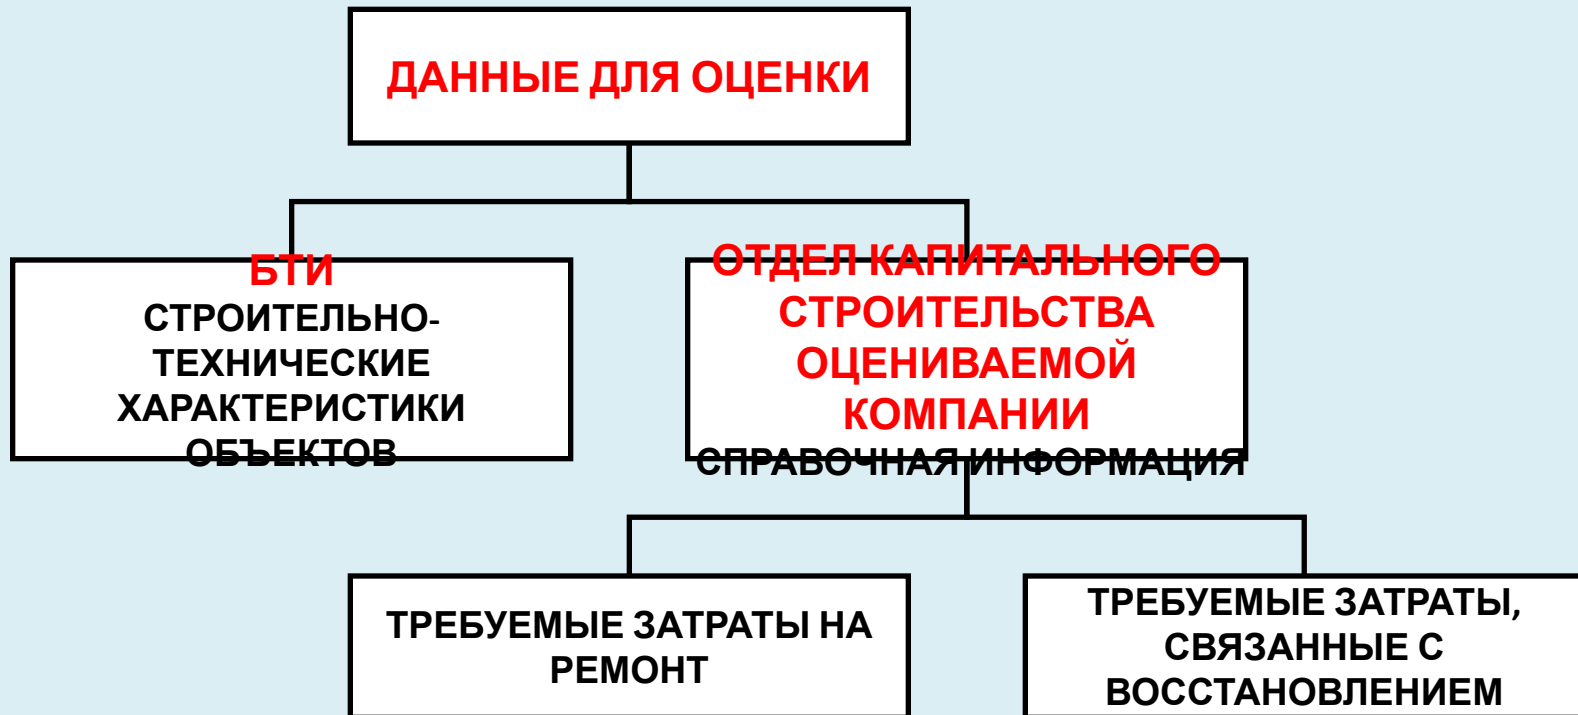 ДАННЫЕ ДЛЯ ОЦЕНКИ
БТИ
СТРОИТЕЛЬНО-
ТЕХНИЧЕСКИЕ
ХАРАКТЕРИСТИКИ
ОБЪЕКТОВ
ОТДЕЛ КАПИТАЛЬНОГО
СТРОИТЕЛЬСТВА
ОЦЕНИВАЕМОЙ
КОМПАНИИ
СПРАВОЧНАЯ ИНФОРМАЦИЯ
ТРЕБУЕМЫЕ ЗАТРАТЫ НА
РЕМОНТ
ТРЕБУЕМЫЕ ЗАТРАТЫ,
СВЯЗАННЫЕ С
ВОССТАНОВЛЕНИЕМ